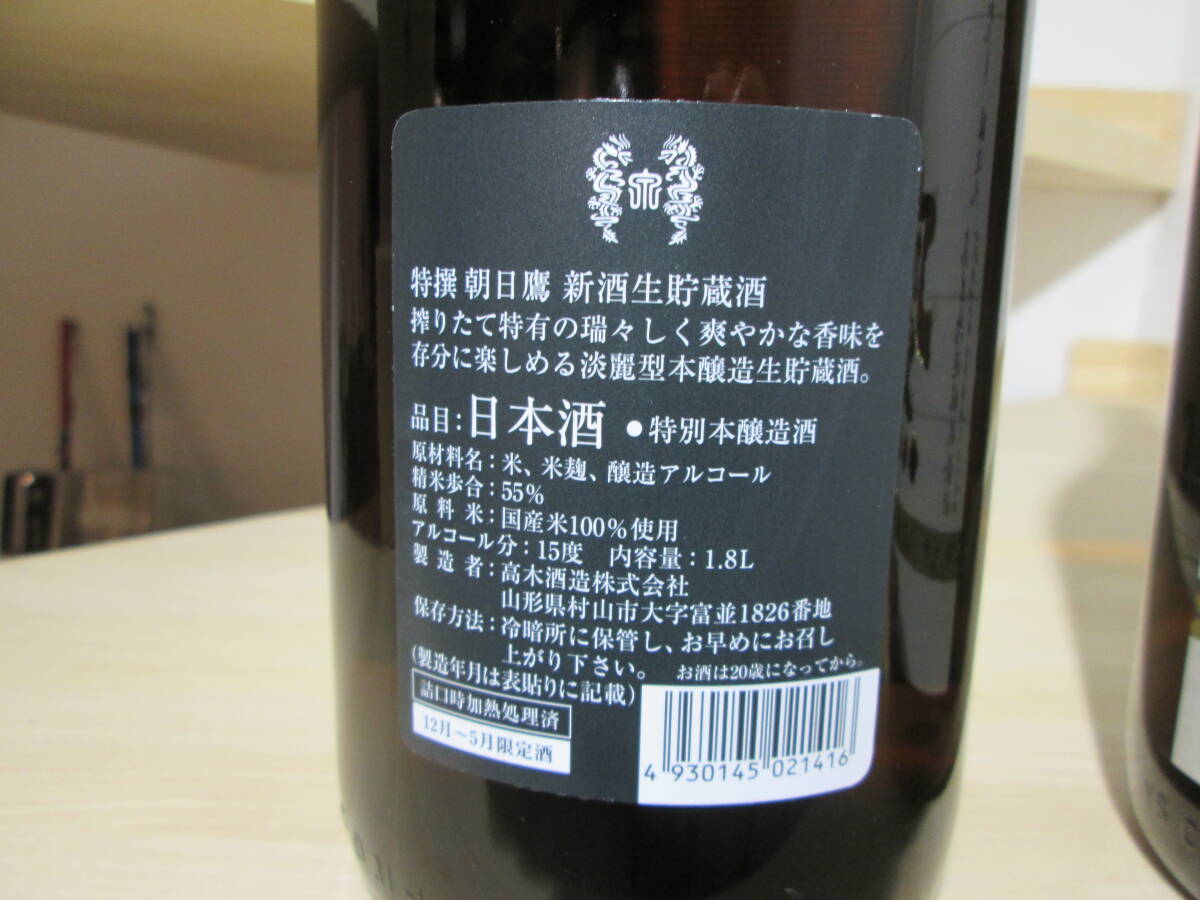 特撰 朝日鷹 新酒生貯蔵酒
搾りたて特有の瑞々しく爽やかな香味を
存分に楽しめる淡麗型本醸造生貯蔵酒。
品目：日本酒 ●特別本醸造酒
原材料名：米、米麹、醸造アルコール
精米歩合：55%
原料米：国産米100%使用
アルコール分：15度 内容量：1.8L
製造者：高木酒造株式会社
山形県村山市大字富並1826番地
保存方法：冷暗所に保管し、お早めにお召し
上がり下さい。
お酒は20歳になってから。
(製造年月は表貼りに記載)
詰口時加熱処理済
12月～5月限定酒
4 930145 021416